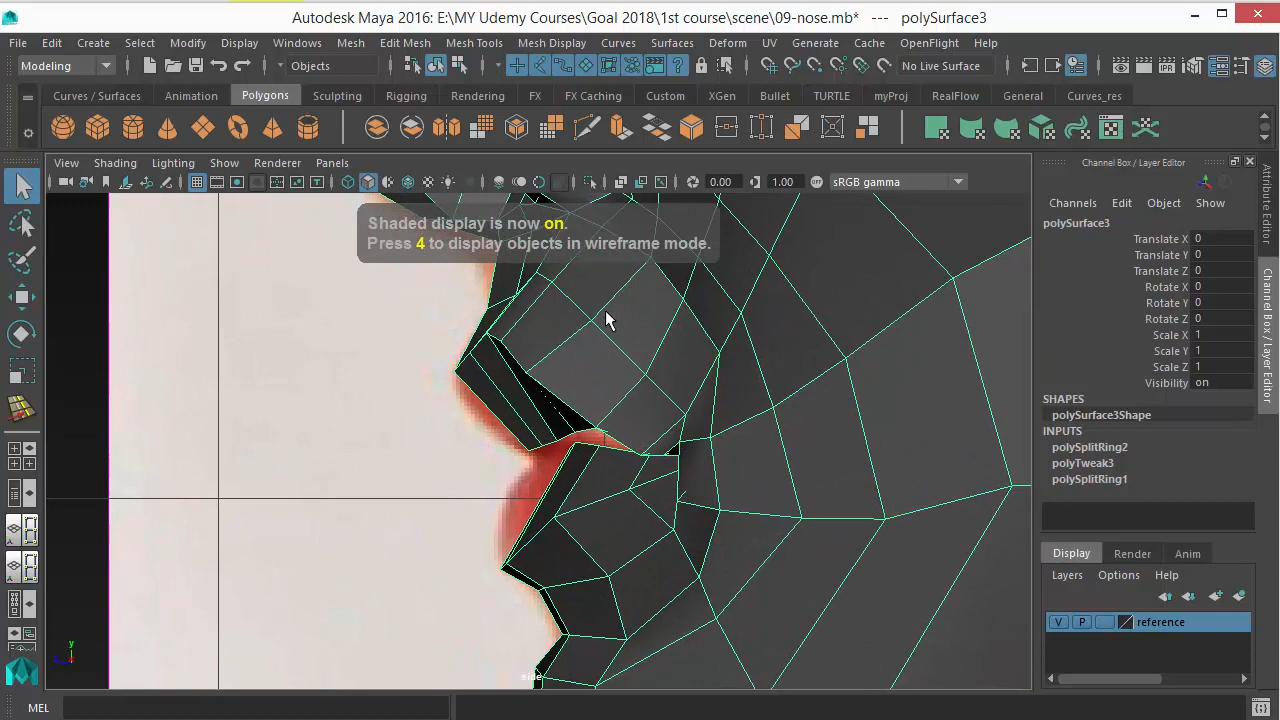 Autodesk Maya 2016: E:\MY Udemy Courses\Goal 2018\1st course\scene\09-nose.mb* --- polySurface3
File Edit Create Select Modify Display Windows Mesh Edit Mesh Mesh Tools Mesh Display Curves Surfaces Deform UV Generate Cache OpenFlight Help
Modeling Objects No Live Surface
Curves / Surfaces Animation Polygons Sculpting Rigging Rendering FX FX Caching Custom XGen Bullet TURTLE myProj RealFlow General Curves_res
View Shading Lighting Show Renderer Panels
0.00 1.00 sRGB gamma
Shaded display is now on.
Press 4 to display objects in wireframe mode.
y
side
Channel Box / Layer Editor
Channels Edit Object Show
polySurface3
Translate X 0
Translate Y 0
Translate Z 0
Rotate X 0
Rotate Y 0
Rotate Z 0
Scale X 1
Scale Y 1
Scale Z 1
Visibility on
SHAPES
polySurface3Shape
INPUTS
polySplitRing2
polyTweak3
polySplitRing1
Display Render Anim
Layers Options Help
V P reference
Attribute Editor
Channel Box / Layer Editor
MEL